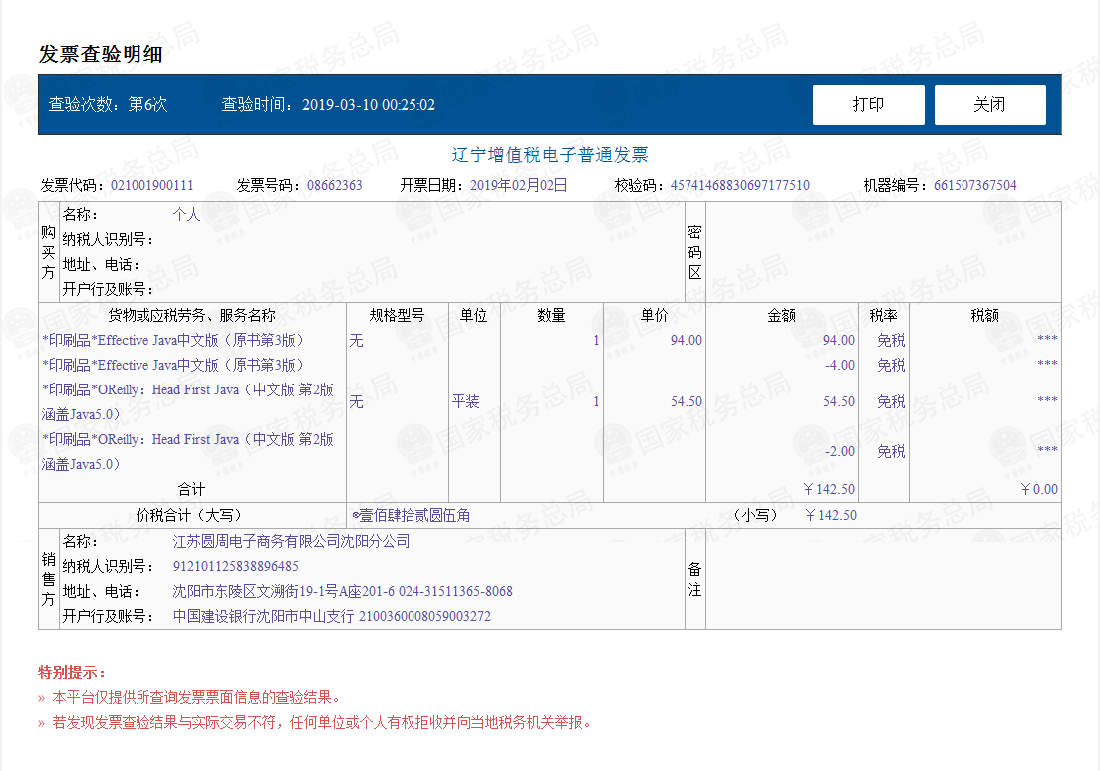 发票查验明细
查验次数：第6次 查验时间：2019-03-10 00:25:02 打印 关闭
辽宁增值税电子普通发票
发票代码：021001900111 发票号码：08662363 开票日期：2019年02月02日 校验码：45741468830697177510 机器编号：661507367504
购买方
名称： 个人
纳税人识别号：
地址、电话：
开户行及账号：
密码区
货物或应税劳务、服务名称 规格型号 单位 数量 单价 金额 税率 税额
*印刷品*Effective Java中文版（原书第3版） 无 1 94.00 94.00 免税 ***
*印刷品*Effective Java中文版（原书第3版） -4.00 免税 ***
*印刷品*OReilly：Head First Java（中文版 第2版
涵盖Java5.0） 无 平装 1 54.50 54.50 免税 ***
*印刷品*OReilly：Head First Java（中文版 第2版
涵盖Java5.0） -2.00 免税 ***
合计 ￥142.50 ￥0.00
价税合计（大写） ⊗壹佰肆拾贰圆伍角 （小写） ￥142.50
销售方
名称： 江苏圆周电子商务有限公司沈阳分公司
纳税人识别号： 912101125838896485
地址、电话： 沈阳市东陵区文溯街19-1号A座201-6 024-31511365-8068
开户行及账号： 中国建设银行沈阳市中山支行 2100360008059003272
备注
特别提示：
» 本平台仅提供所查询发票票面信息的查验结果。
» 若发现发票查验结果与实际交易不符，任何单位或个人有权拒收并向当地税务机关举报。
国家税务总局